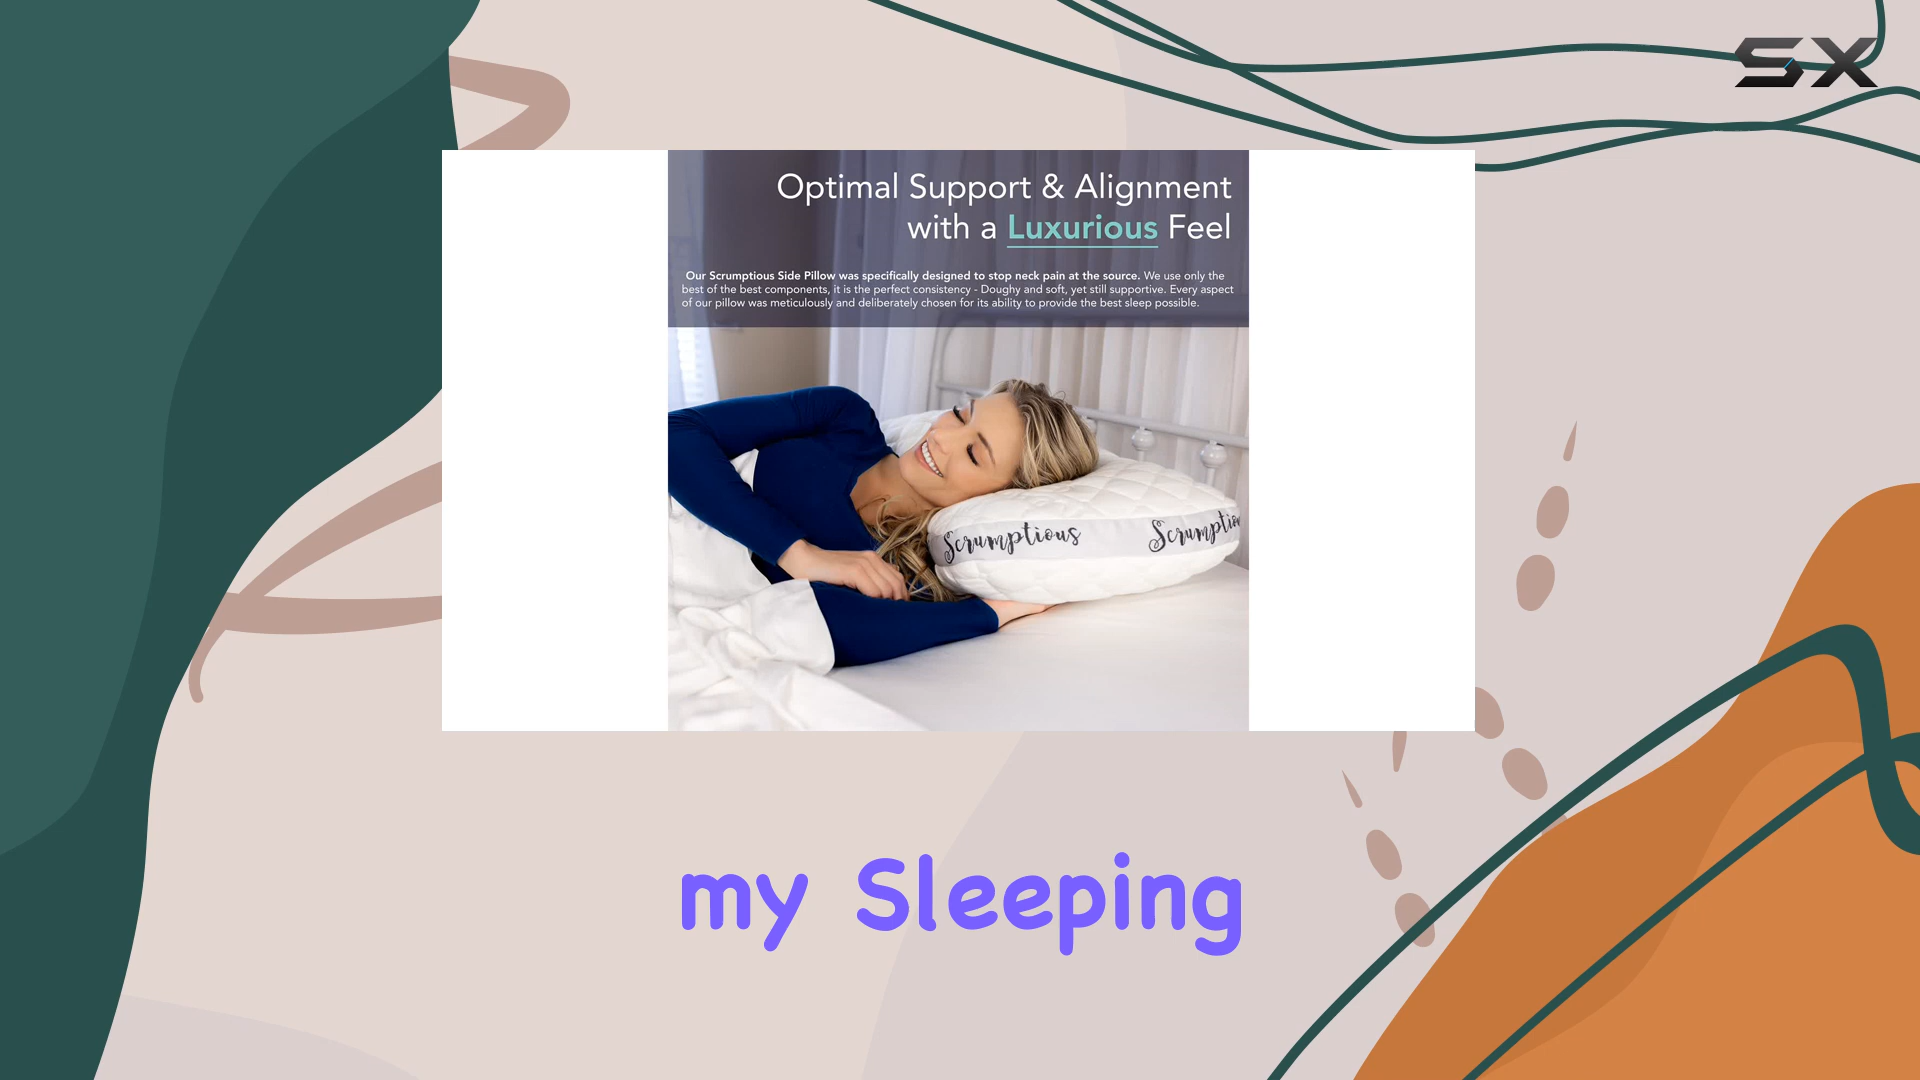 SX
Optimal Support & Alignment
with a Luxurious Feel
Our Scrumptious Side Pillow was specifically designed to stop neck pain at the source. We use only the
best of the best components, it is the perfect consistency - Doughy and soft, yet still supportive. Every aspect
of our pillow was meticulously and deliberately chosen for its ability to provide the best sleep possible.
Scrumptious Scrumptio
my Sleeping